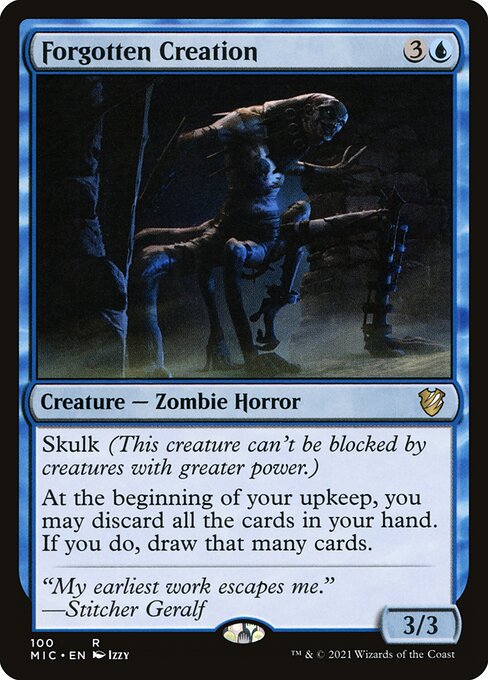 Forgotten Creation 3
Creature — Zombie Horror
Skulk (This creature can't be blocked by
creatures with greater power.)
At the beginning of your upkeep, you
may discard all the cards in your hand.
If you do, draw that many cards.
“My earliest work escapes me.”
—Stitcher Geralf
3/3
100 R
MIC • EN Izzy
™ & © 2021 Wizards of the Coast